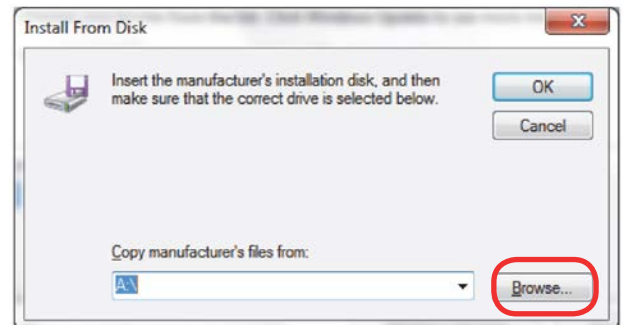 Install From Disk
Insert the manufacturer's installation disk, and then
make sure that the correct drive is selected below.
OK
Cancel
Copy manufacturer's files from:
A:\
Browse...